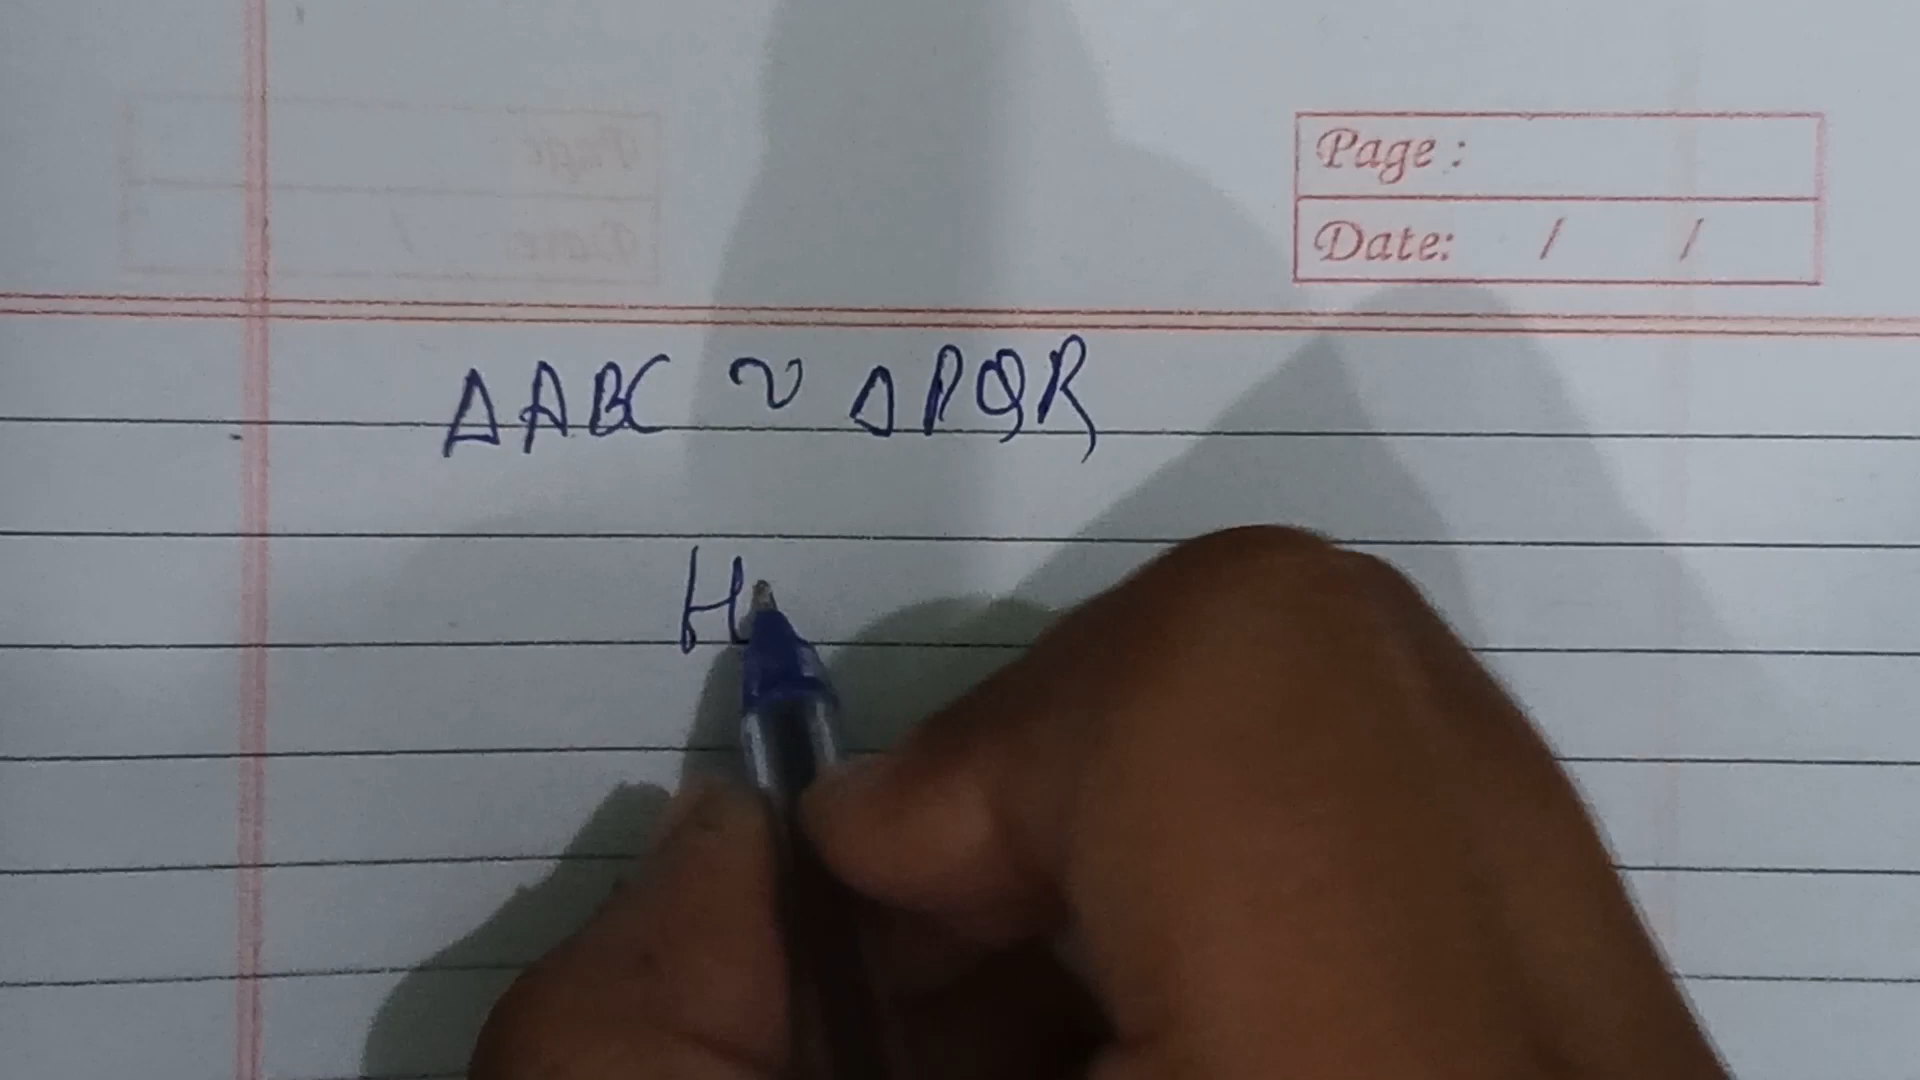 Page :
Date: / /
ΔABC ~ ΔPQR
H